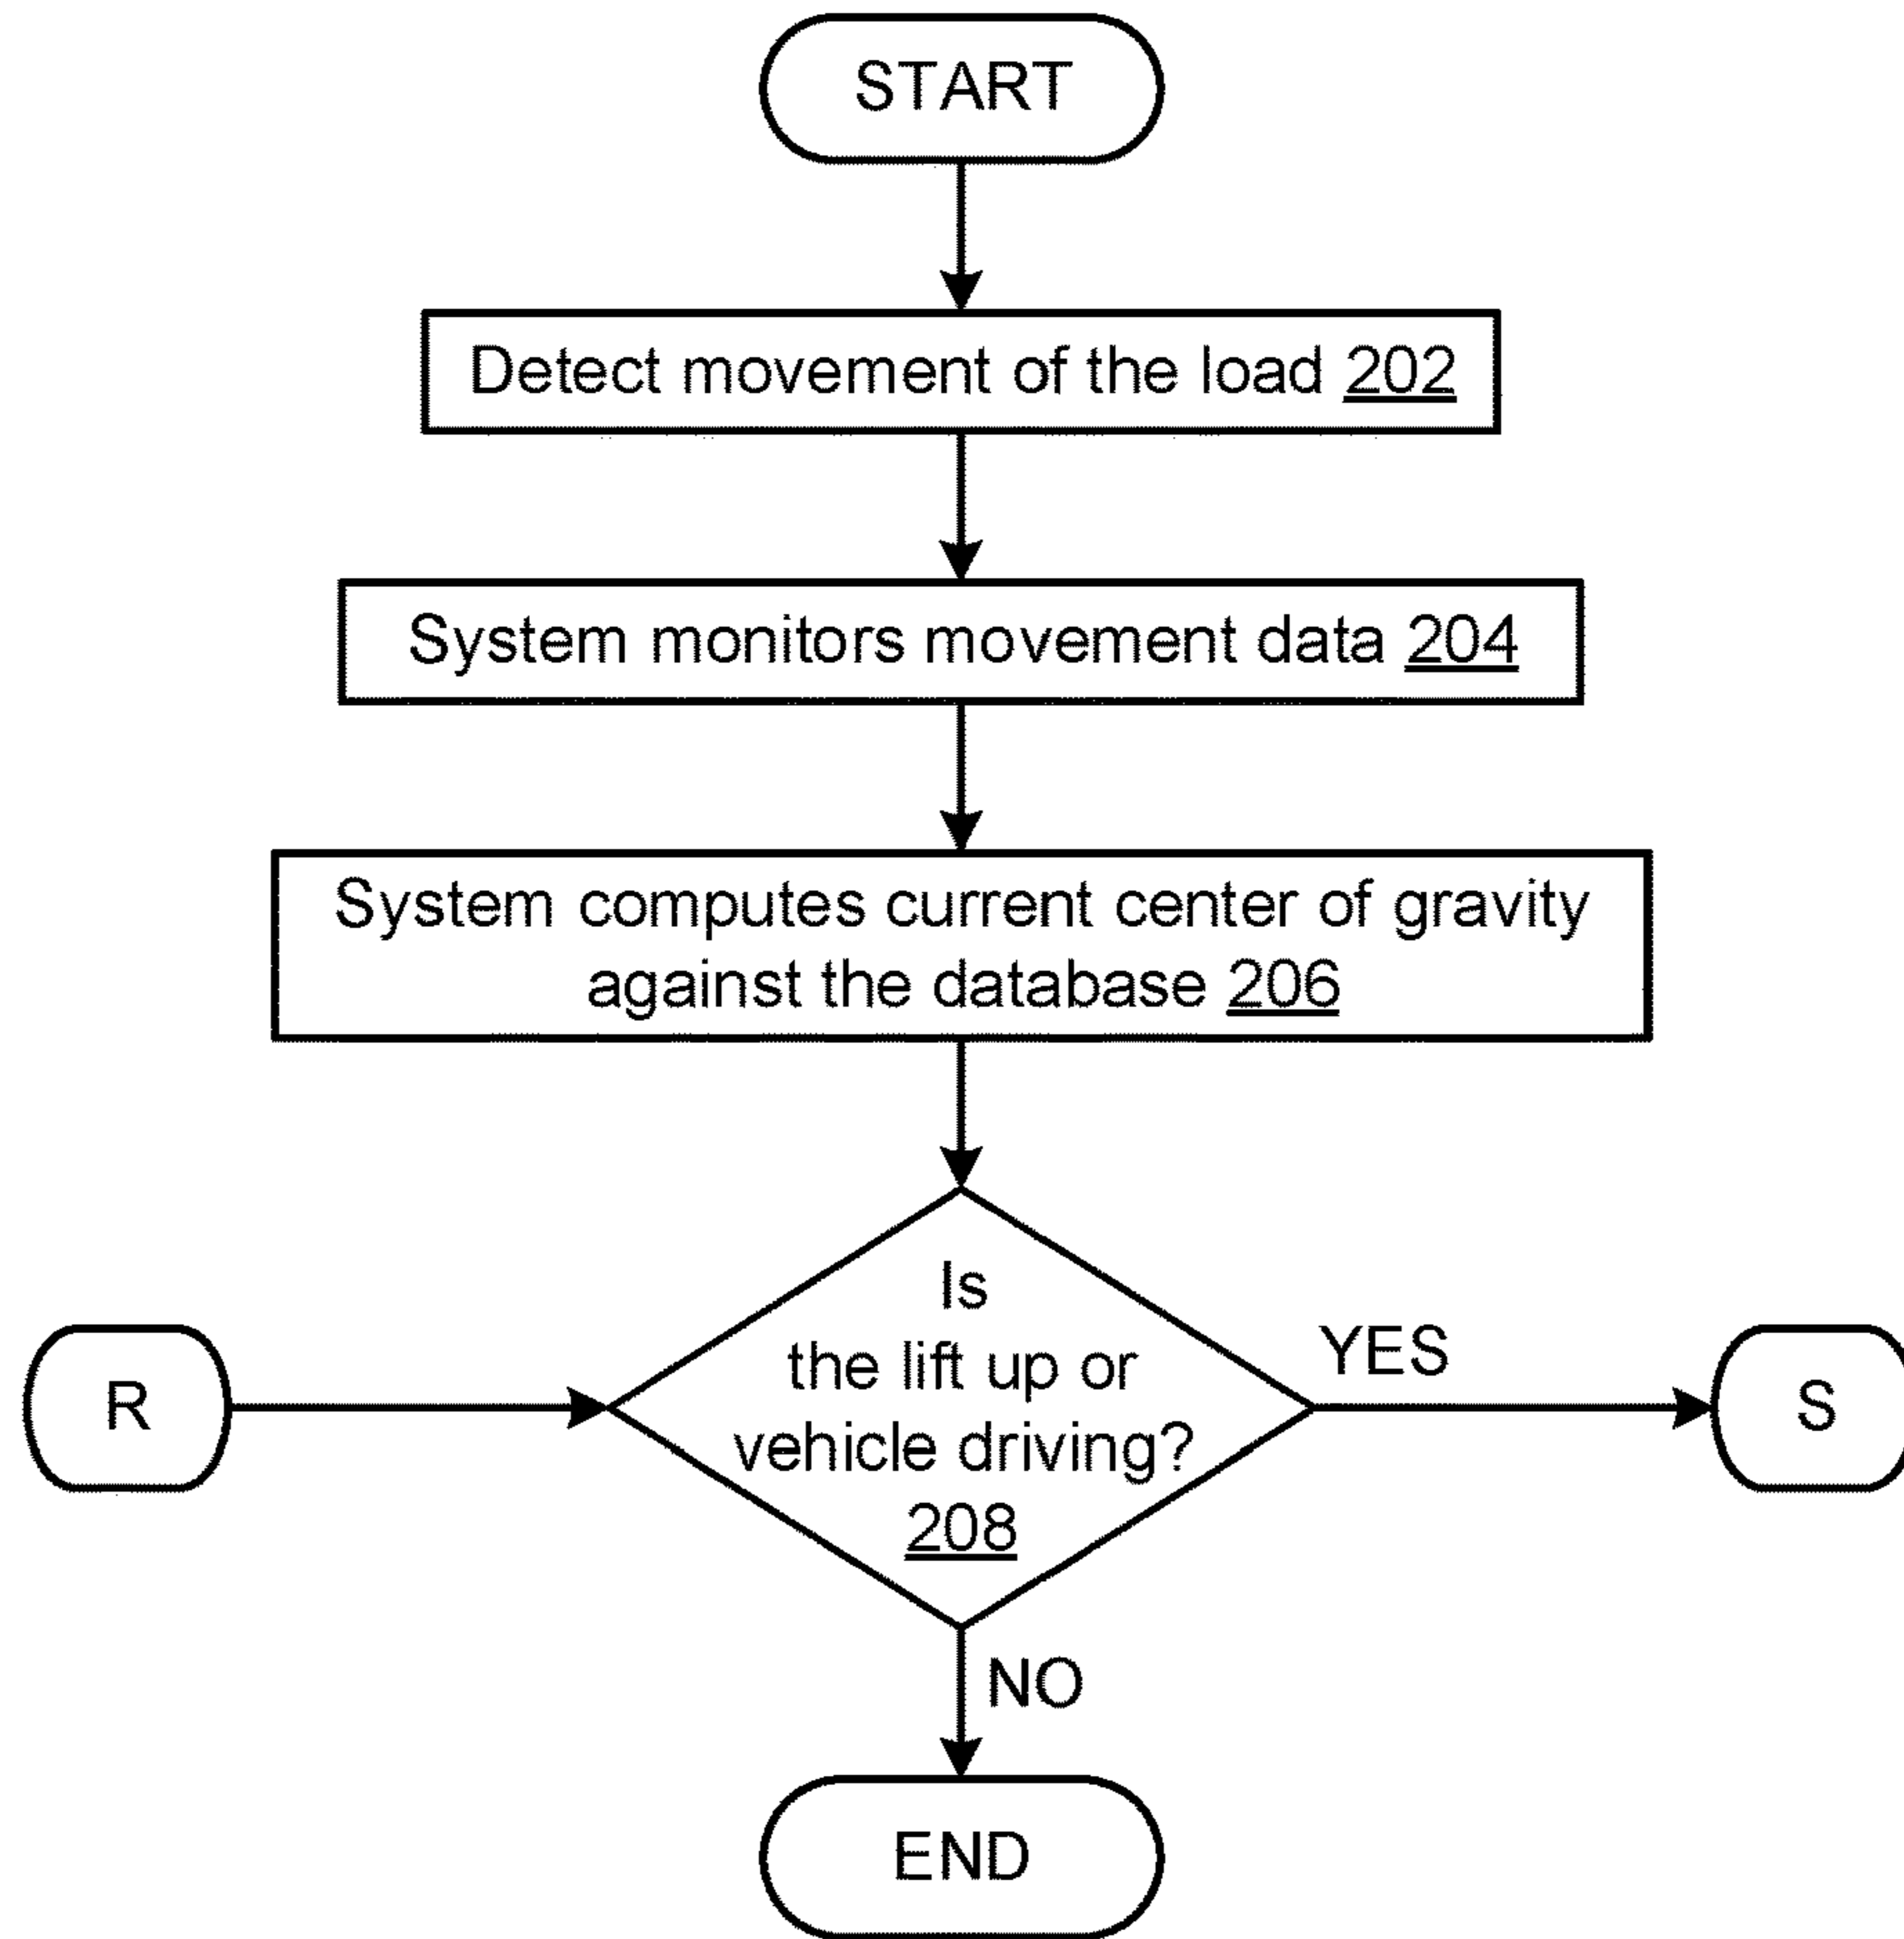 START
Detect movement of the load 202
System monitors movement data 204
System computes current center of gravity
against the database 206
Is
the lift up or
vehicle driving?
208
R
YES
S
NO
END